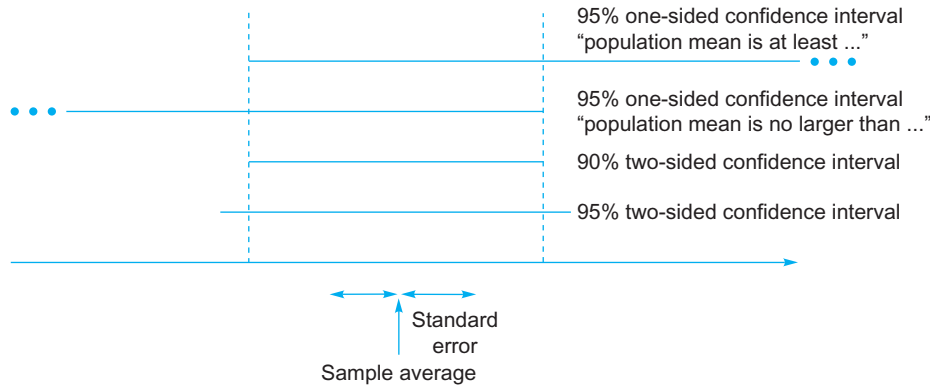 95% one-sided confidence interval
“population mean is at least ...”
95% one-sided confidence interval
“population mean is no larger than ...”
90% two-sided confidence interval
95% two-sided confidence interval
Standard
error
Sample average